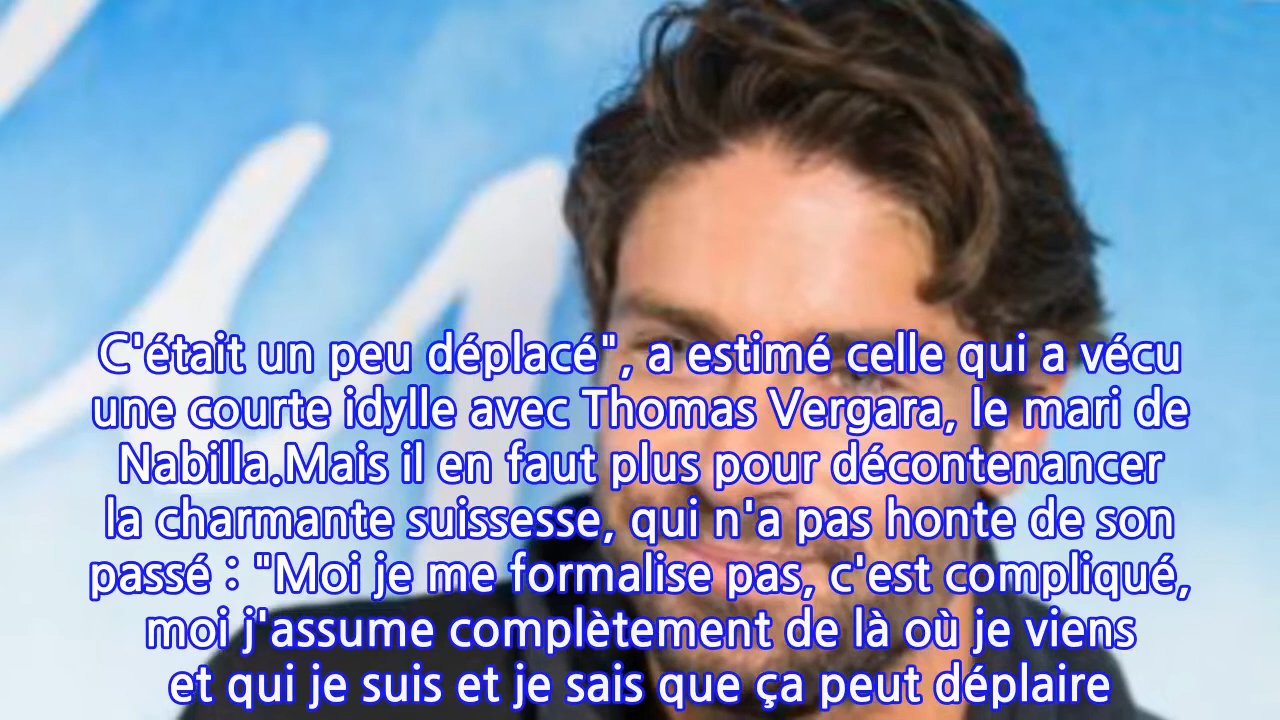 C'était un peu déplacé", a estimé celle qui a vécu
une courte idylle avec Thomas Vergara, le mari de
Nabilla.Mais il en faut plus pour décontenancer
la charmante suissesse, qui n'a pas honte de son
passé : "Moi je me formalise pas, c'est compliqué,
moi j'assume complètement de là où je viens
et qui je suis et je sais que ça peut déplaire